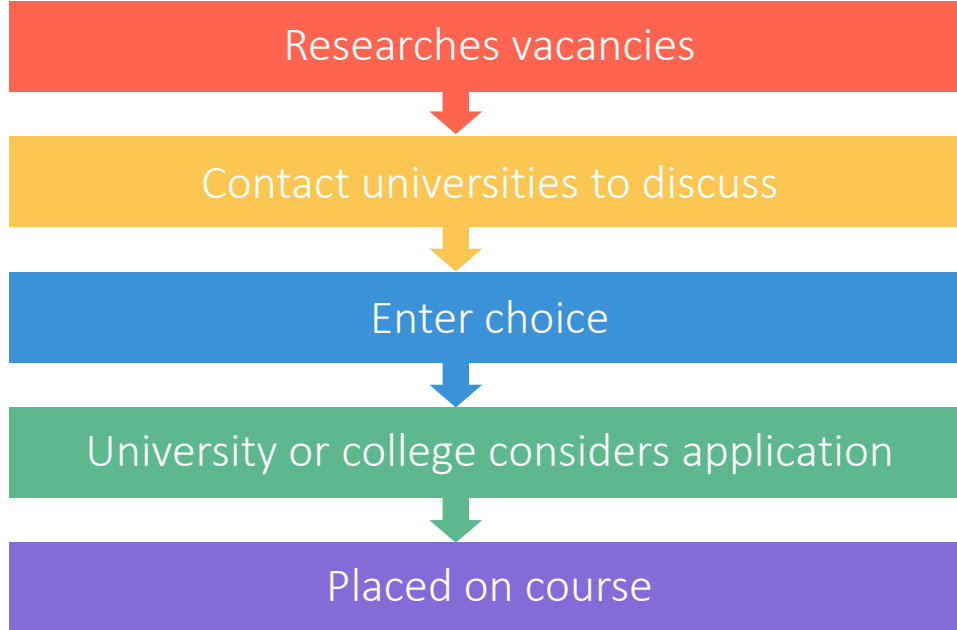 Researches vacancies
Contact universities to discuss
Enter choice
University or college considers application
Placed on course